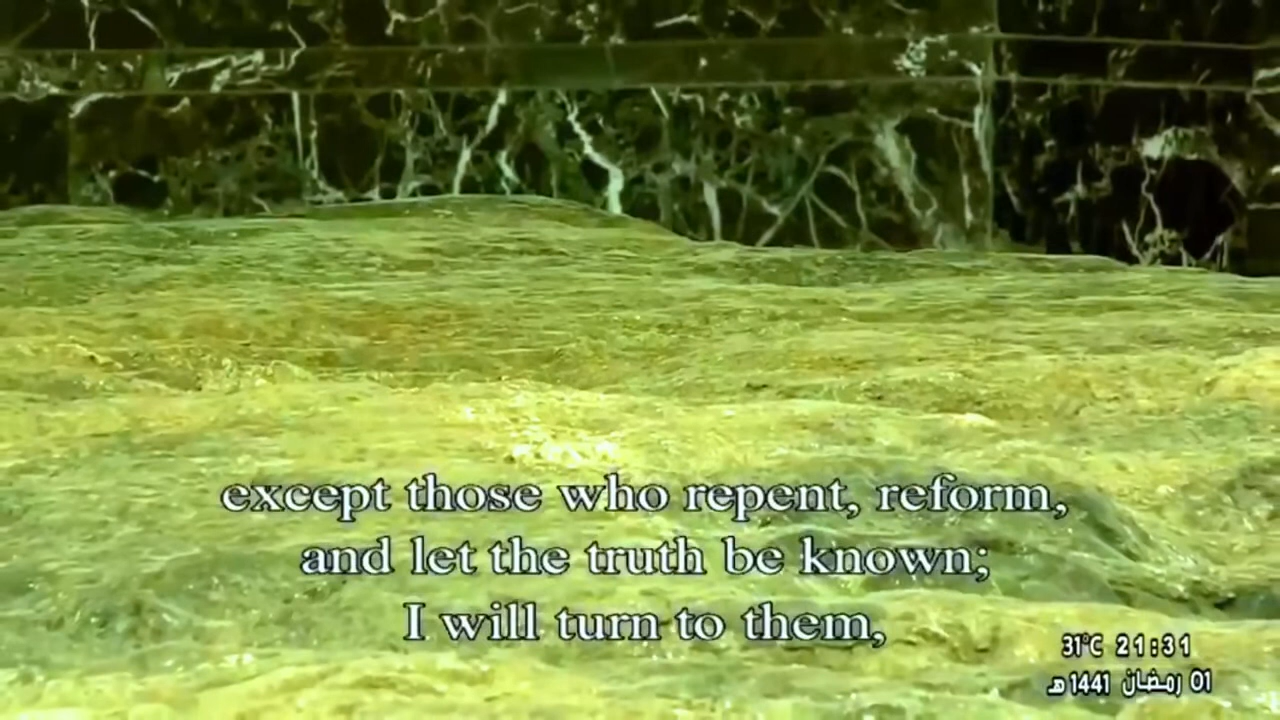 except those who repent, reform,
and let the truth be known;
I will turn to them,
31°C 21:31
01 رمضان 1441هـ